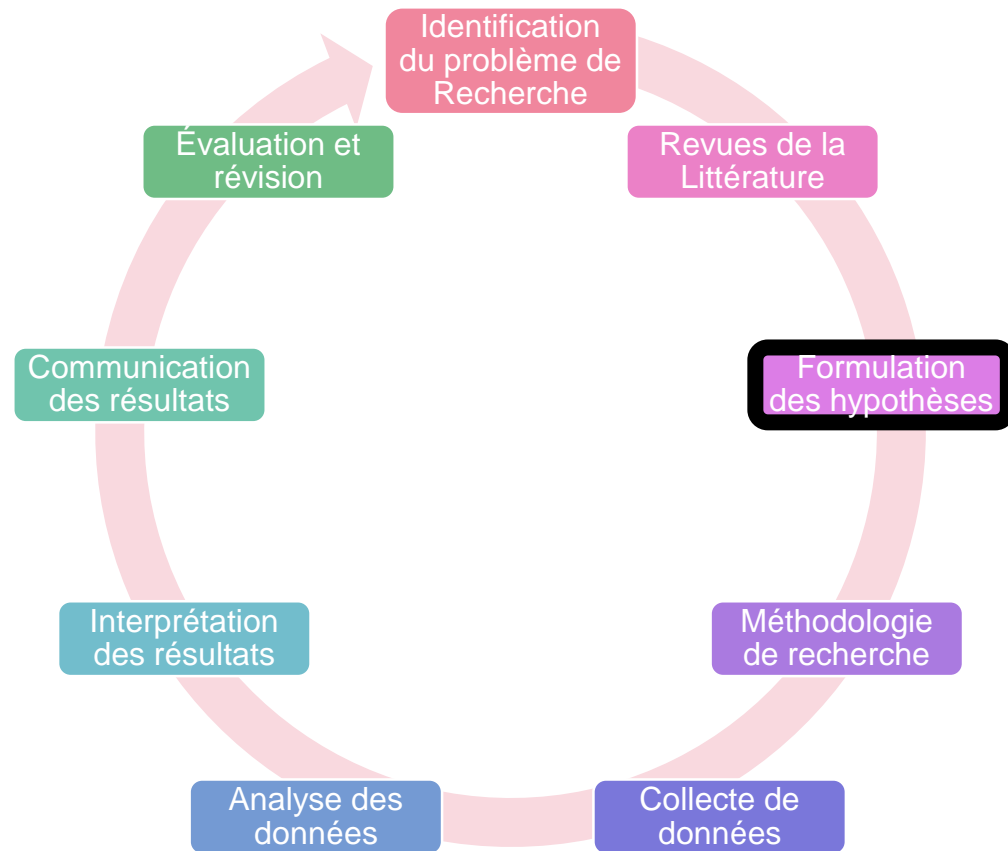 Identification
du problème de
Recherche
Revues de la
Littérature
Formulation
des hypothèses
Méthodologie
de recherche
Collecte de
données
Analyse des
données
Interprétation
des résultats
Communication
des résultats
Évaluation et
révision